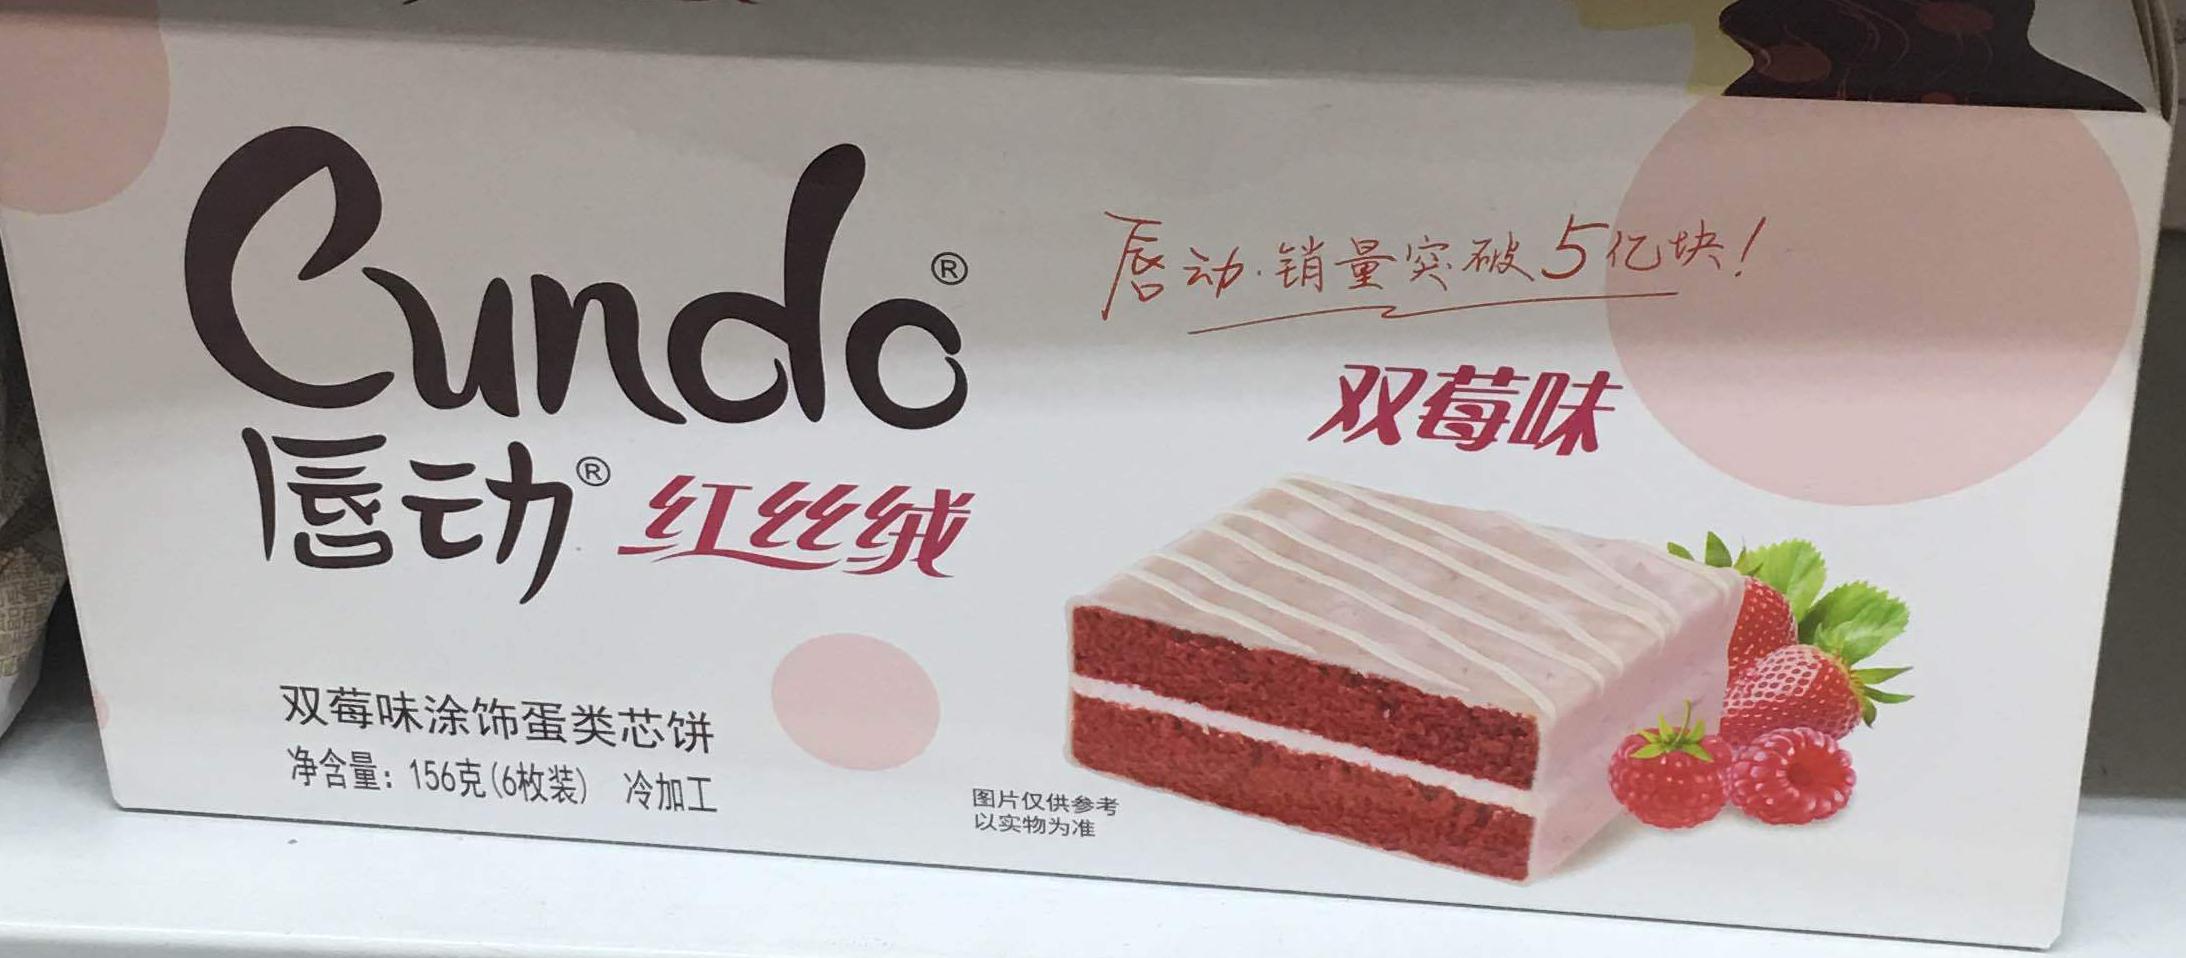 Cundo®
唇动·销量突破5亿块!
双莓味
唇动® 红丝绒
双莓味涂饰蛋类芯饼
净含量：156克(6枚装) 冷加工
图片仅供参考
以实物为准